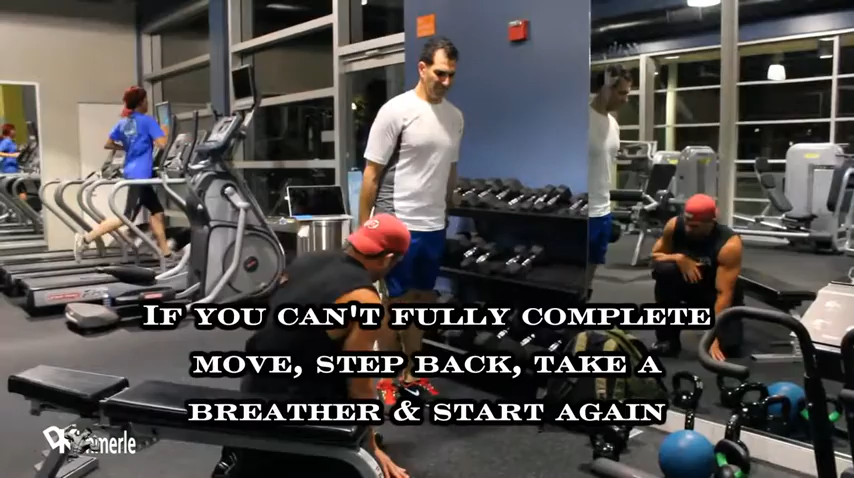 If you can't fully complete
move, step back, take a
breather & start again